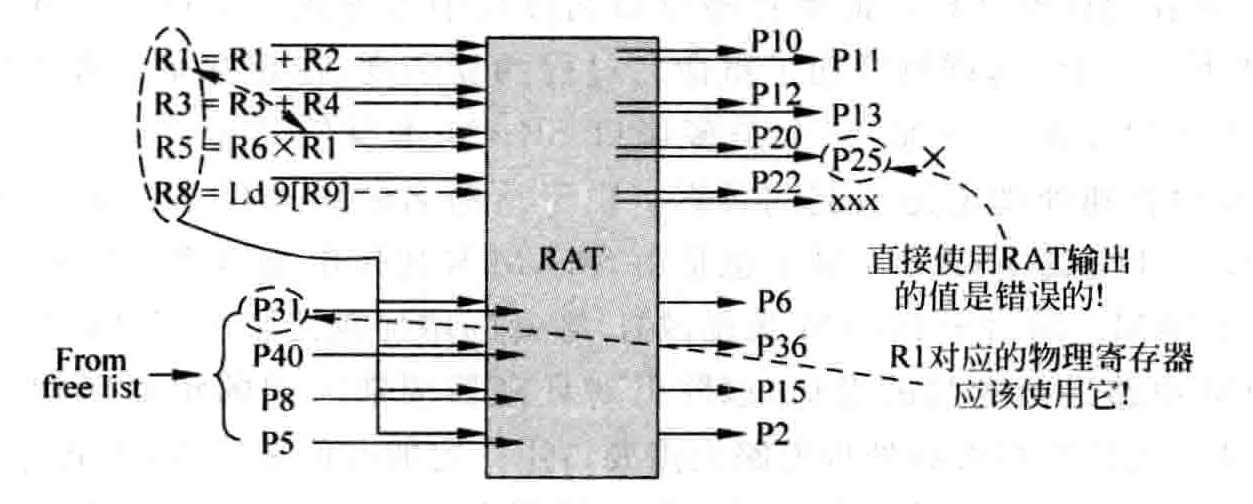 R1 = R1 + R2
R3 = R3 + R4
R5 = R6×R1
R8 = Ld 9[R9]
From
free list
P31
P40
P8
P5
RAT
P10
P11
P12
P13
P20
P25
×
P22
xxx
直接使用RAT输出
的值是错误的!
P6
P36
P15
P2
R1对应的物理寄存器
应该使用它!